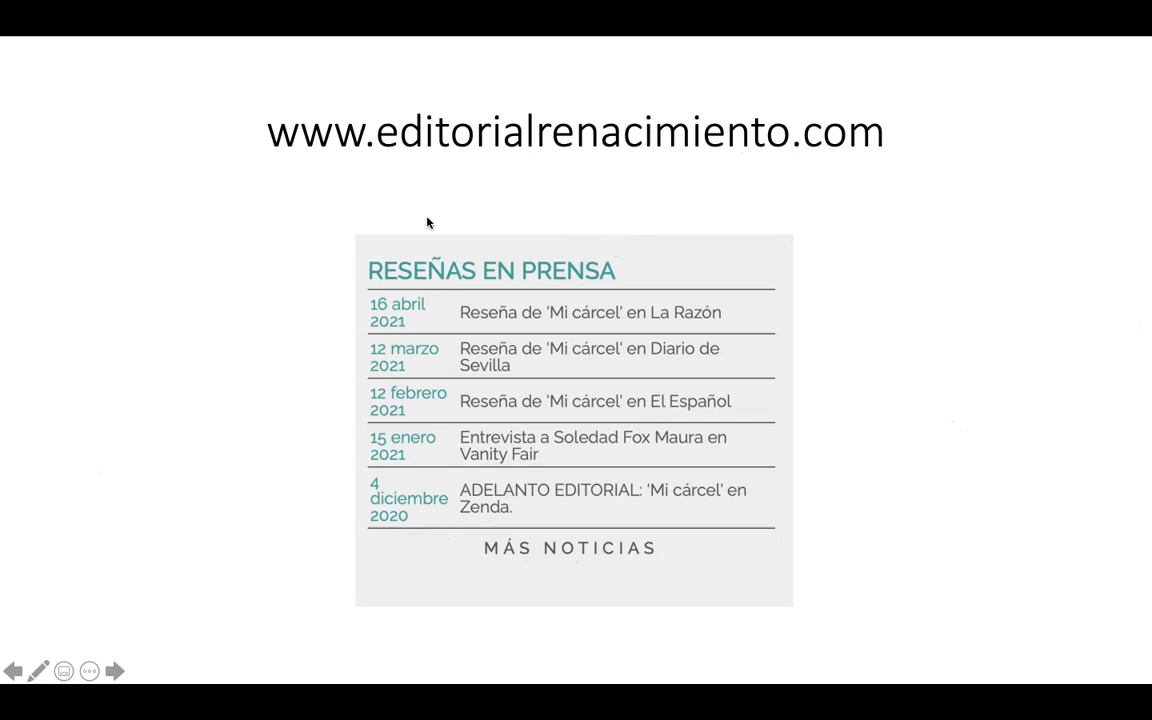 www.editorialrenacimiento.com
RESEÑAS EN PRENSA
16 abril
2021
Reseña de 'Mi cárcel' en La Razón
12 marzo
2021
Reseña de 'Mi cárcel' en Diario de
Sevilla
12 febrero
2021
Reseña de 'Mi cárcel' en El Español
15 enero
2021
Entrevista a Soledad Fox Maura en
Vanity Fair
4
diciembre
2020
ADELANTO EDITORIAL: 'Mi cárcel' en
Zenda.
MÁS NOTICIAS